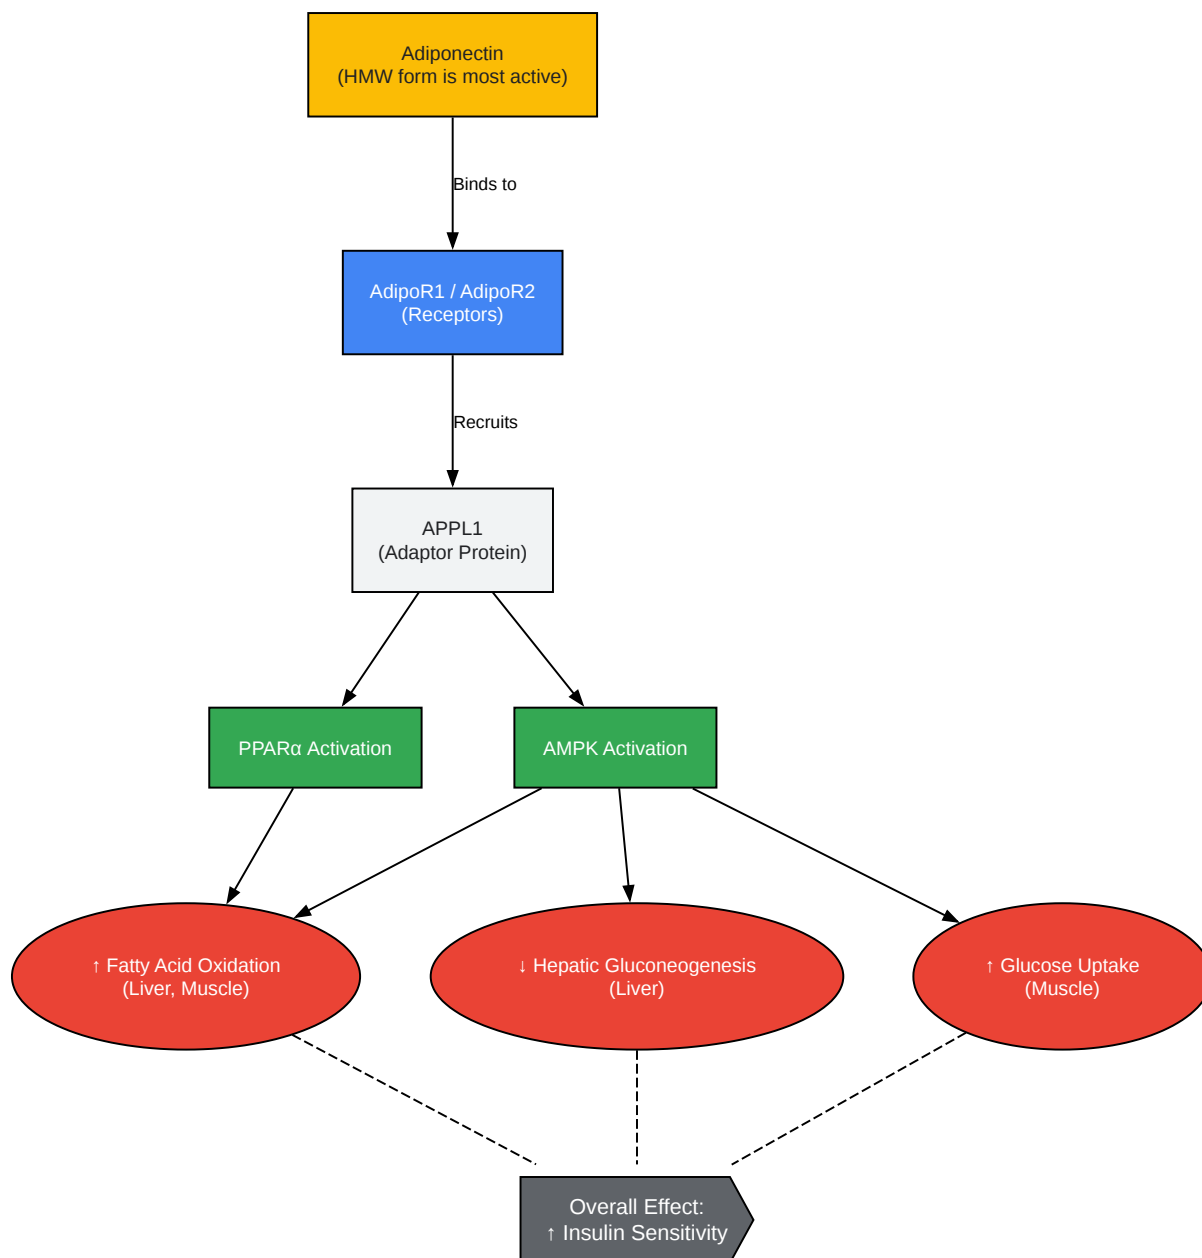 Adiponectin
(HMW form is most active)
Binds to
AdipoR1 / AdipoR2
(Receptors)
Recruits
APPL1
(Adaptor Protein)
PPARα Activation
AMPK Activation
↑ Fatty Acid Oxidation
(Liver, Muscle)
↓ Hepatic Gluconeogenesis
(Liver)
↑ Glucose Uptake
(Muscle)
Overall Effect:
↑ Insulin Sensitivity